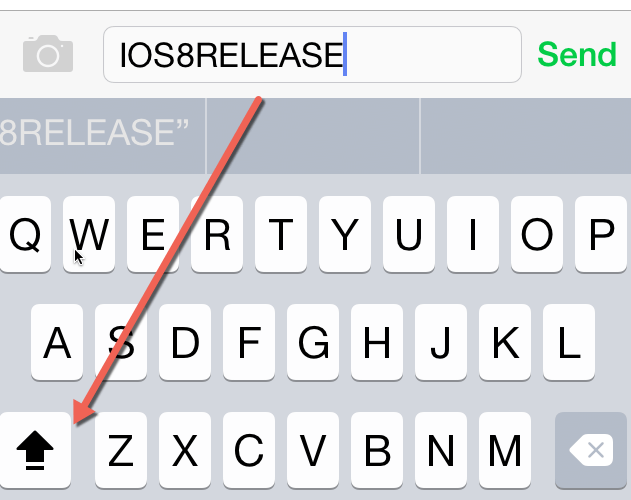 IOS8RELEASE
Send
8RELEASE”
Q W E R T Y U I O P
A S D F G H J K L
Z X C V B N M